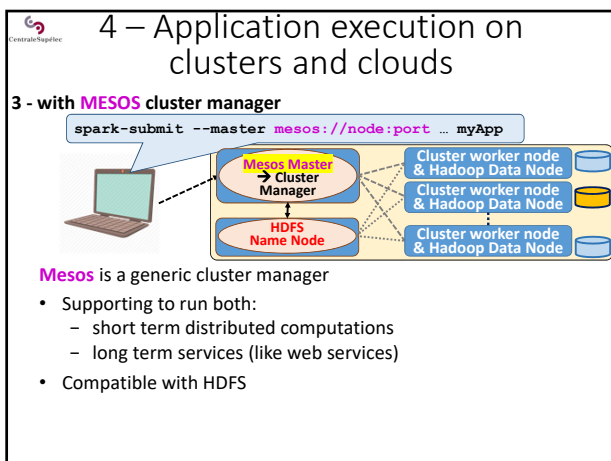 CentraleSupélec
4 – Application execution on
clusters and clouds
3 - with MESOS cluster manager
spark-submit --master mesos://node:port … myApp
Mesos Master
➔ Cluster
Manager
HDFS
Name Node
Cluster worker node
& Hadoop Data Node
Cluster worker node
& Hadoop Data Node
Cluster worker node
& Hadoop Data Node
Mesos is a generic cluster manager
• Supporting to run both:
− short term distributed computations
− long term services (like web services)
• Compatible with HDFS